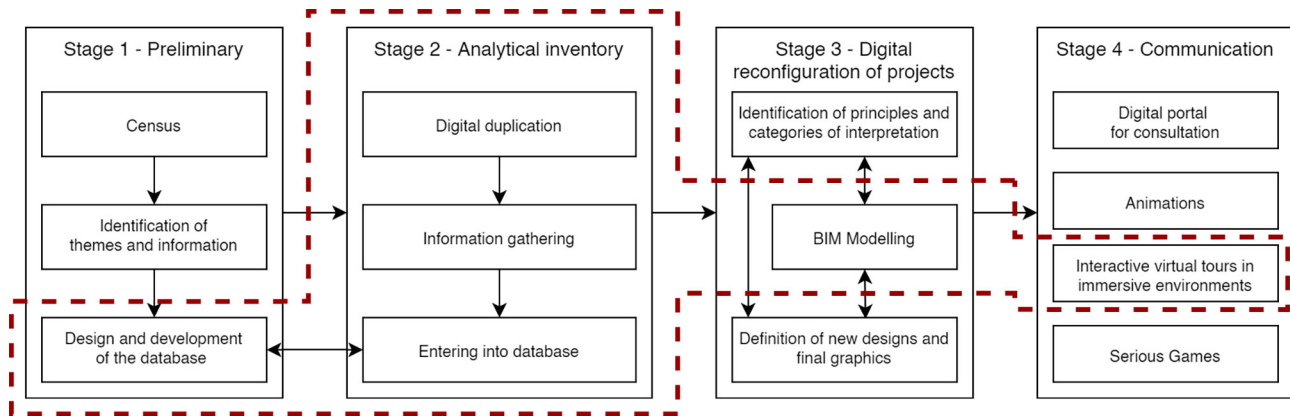 Stage 1 - Preliminary
Census
Identification of
themes and information
Design and development
of the database
Stage 2 - Analytical inventory
Digital duplication
Information gathering
Entering into database
Stage 3 - Digital
reconfiguration of projects
Identification of principles and
categories of interpretation
BIM Modelling
Definition of new designs and
final graphics
Stage 4 - Communication
Digital portal
for consultation
Animations
Interactive virtual tours in
immersive environments
Serious Games